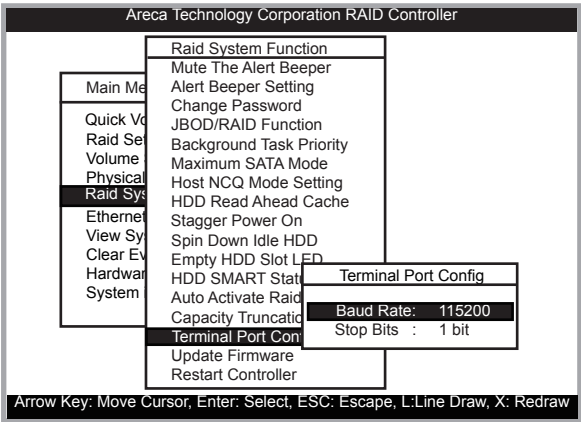 Areca Technology Corporation RAID Controller
Main Me
Quick Vo
Raid Set
Volume
Physical
Raid Sys
Ethernet
View Sy
Clear Ev
Hardwar
System
Raid System Function
Mute The Alert Beeper
Alert Beeper Setting
Change Password
JBOD/RAID Function
Background Task Priority
Maximum SATA Mode
Host NCQ Mode Setting
HDD Read Ahead Cache
Stagger Power On
Spin Down Idle HDD
Empty HDD Slot LED
HDD SMART Stat
Auto Activate Raid
Capacity Truncatio
Terminal Port Con
Update Firmware
Restart Controller
Terminal Port Config
Baud Rate: 115200
Stop Bits : 1 bit
Arrow Key: Move Cursor, Enter: Select, ESC: Escape, L:Line Draw, X: Redraw